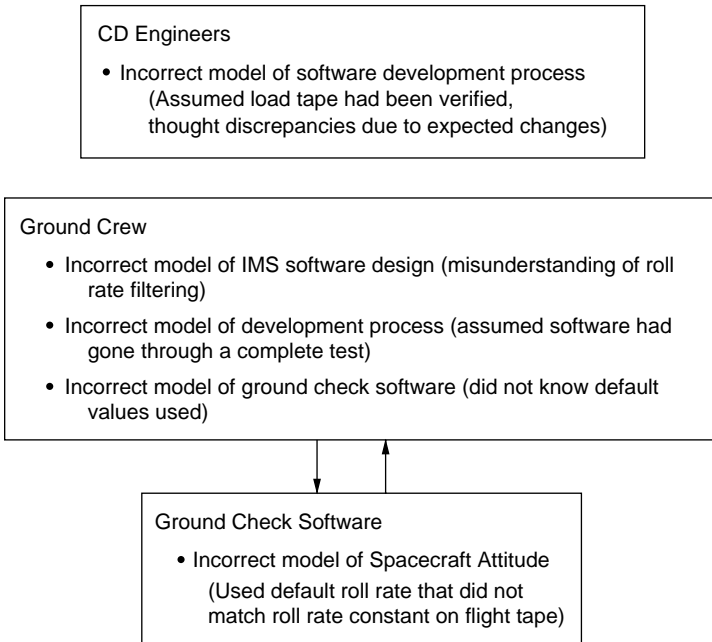 CD Engineers
• Incorrect model of software development process
(Assumed load tape had been verified,
thought discrepancies due to expected changes)
Ground Crew
• Incorrect model of IMS software design (misunderstanding of roll
rate filtering)
• Incorrect model of development process (assumed software had
gone through a complete test)
• Incorrect model of ground check software (did not know default
values used)
Ground Check Software
• Incorrect model of Spacecraft Attitude
(Used default roll rate that did not
match roll rate constant on flight tape)